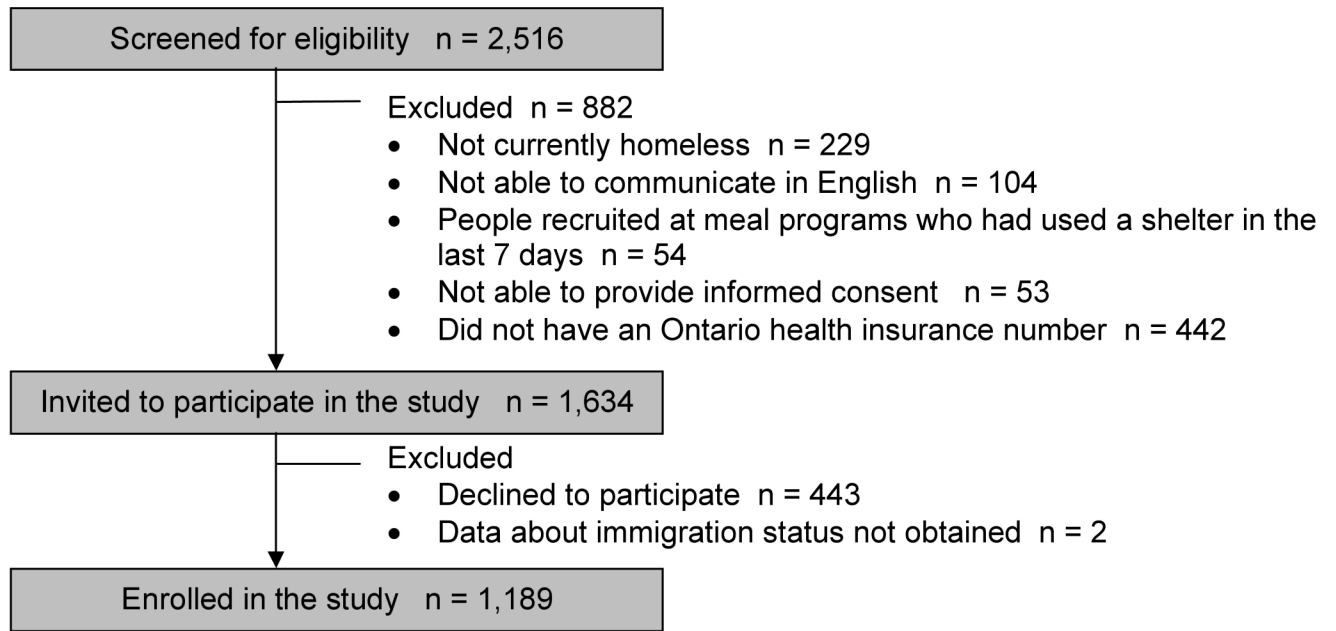 Screened for eligibility n = 2,516
Excluded n = 882
• Not currently homeless n = 229
• Not able to communicate in English n = 104
• People recruited at meal programs who had used a shelter in the
last 7 days n = 54
• Not able to provide informed consent n = 53
• Did not have an Ontario health insurance number n = 442
Invited to participate in the study n = 1,634
Excluded
• Declined to participate n = 443
• Data about immigration status not obtained n = 2
Enrolled in the study n = 1,189